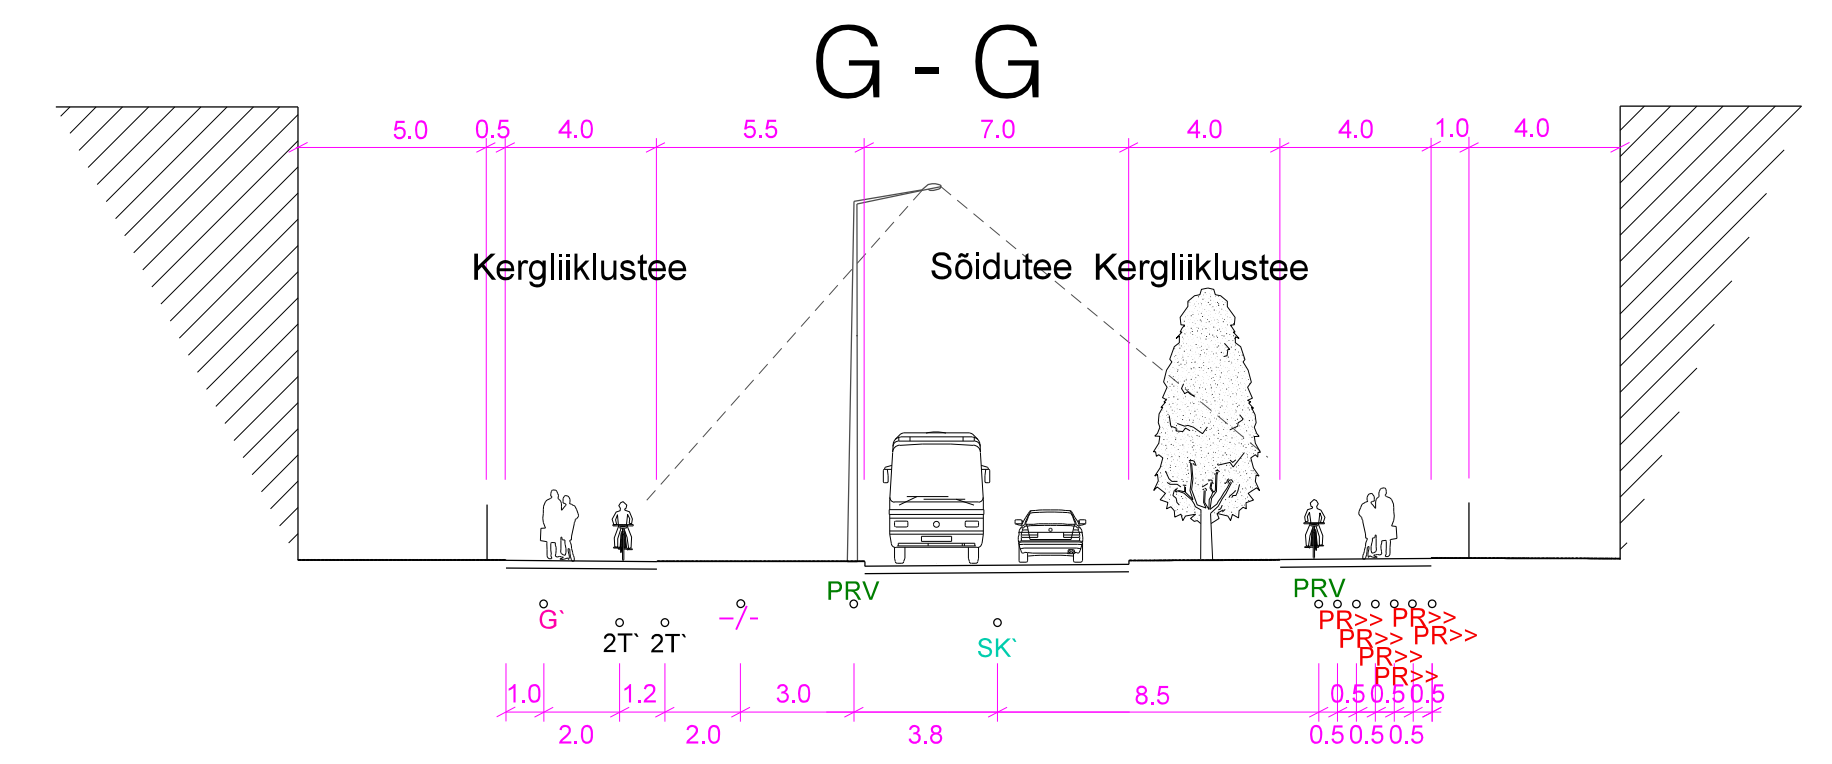 G - G
5.0 0.5 4.0 5.5 7.0 4.0 4.0 1.0 4.0
Kergliiklustee Sõidutee Kergliiklustee
PRV PRV
G` 2T` 2T` –/- SK`
PR>> PR>>
PR>> PR>>
PR>>
PR>>
1.0 1.2 3.0 8.5 0.5 0.5 0.5
2.0 2.0 3.8 0.5 0.5 0.5